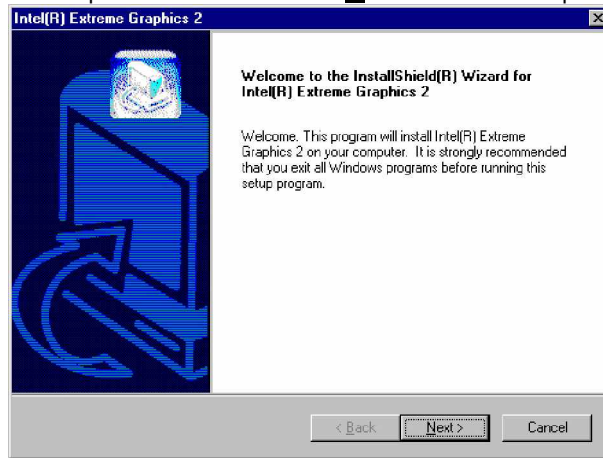 Intel(R) Extreme Graphics 2
Welcome to the InstallShield(R) Wizard for
Intel(R) Extreme Graphics 2
Welcome. This program will install Intel(R) Extreme
Graphics 2 on your computer. It is strongly recommended
that you exit all Windows programs before running this
setup program.
< Back
Next >
Cancel